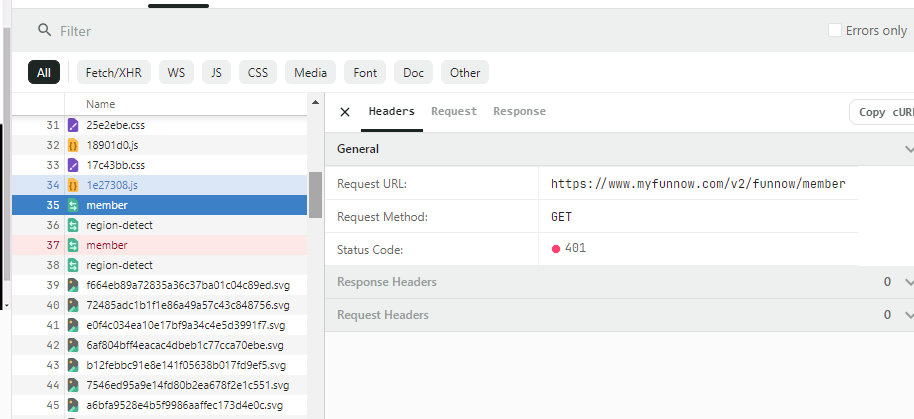 Filter
Errors only
All
Fetch/XHR
WS
JS
CSS
Media
Font
Doc
Other
Name
31 25e2ebe.css
32 18901d0.js
33 17c43bb.css
34 1e27308.js
35 member
36 region-detect
37 member
38 region-detect
39 f664eb89a72835a36c37ba01c04c89ed.svg
40 72485adc1b1f1e86a49a57c43c848756.svg
41 e0f4c034ea10e17bf9a34c4e5d3991f7.svg
42 6af804bff4eacac4dbeb1c77cca70ebe.svg
43 b12febbc91e8e141f05638b017fd9ef5.svg
44 7546ed95a9e14fd80b2ea678f2e1c551.svg
45 a6bfa9528e4b5f9986aaffec173d4e0c.svg
Headers
Request
Response
Copy cURL
General
Request URL: https://www.myfunnow.com/v2/funnow/member
Request Method: GET
Status Code: 401
Response Headers 0
Request Headers 0